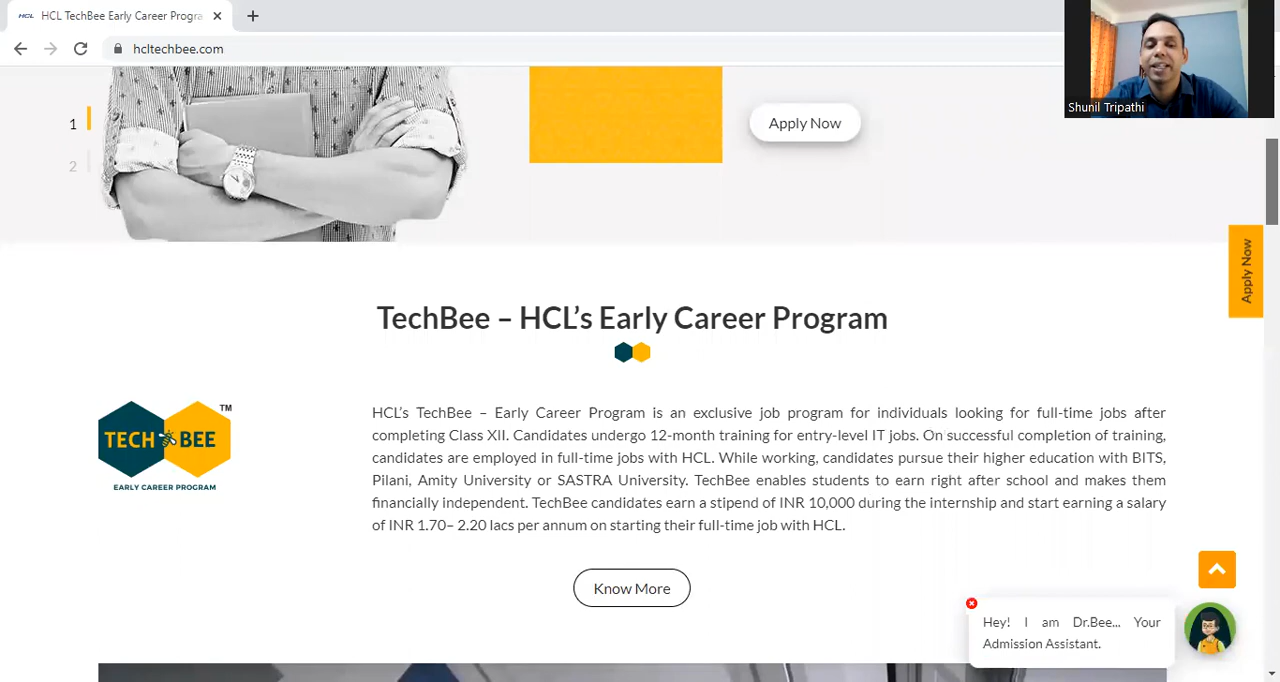 HCL HCL TechBee Early Career Progra
hcltechbee.com
Shunil Tripathi
1
2
Apply Now
Apply Now
TechBee – HCL’s Early Career Program
TECH BEE TM
EARLY CAREER PROGRAM
HCL’s TechBee – Early Career Program is an exclusive job program for individuals looking for full-time jobs after
completing Class XII. Candidates undergo 12-month training for entry-level IT jobs. On successful completion of training,
candidates are employed in full-time jobs with HCL. While working, candidates pursue their higher education with BITS,
Pilani, Amity University or SASTRA University. TechBee enables students to earn right after school and makes them
financially independent. TechBee candidates earn a stipend of INR 10,000 during the internship and start earning a salary
of INR 1.70– 2.20 lacs per annum on starting their full-time job with HCL.
Know More
Hey! I am Dr.Bee... Your
Admission Assistant.